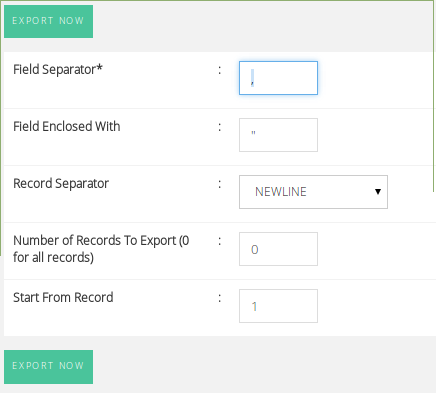 EXPORT NOW
Field Separator* : ,
Field Enclosed With : "
Record Separator : NEWLINE
Number of Records To Export (0 : 0
for all records)
Start From Record : 1
EXPORT NOW